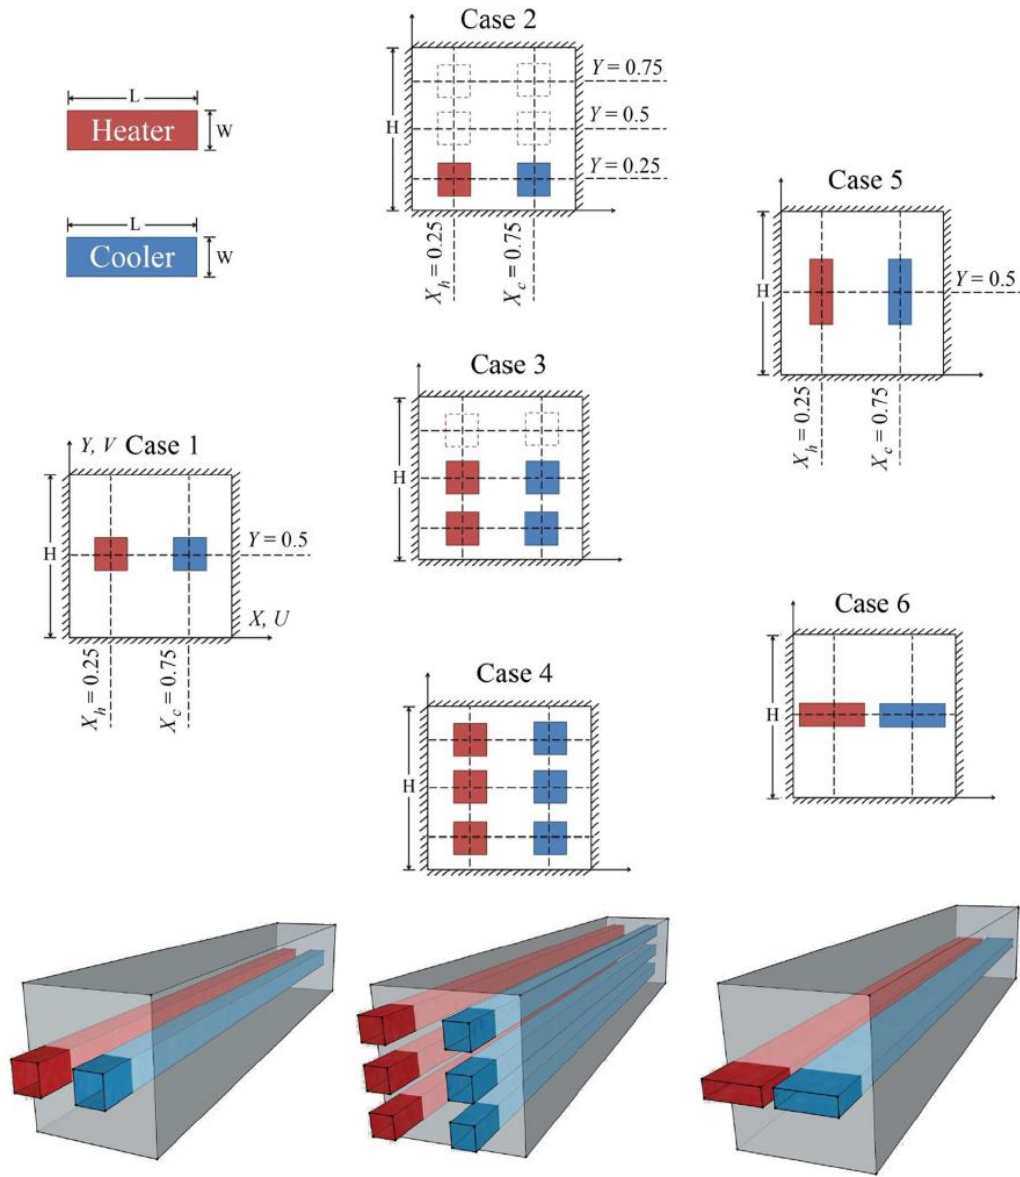 L
Heater
W
L
Cooler
W
Case 2
H
Y = 0.75
Y = 0.5
Y = 0.25
X_h = 0.25
X_c = 0.75
Case 5
H
Y = 0.5
X_h = 0.25
X_c = 0.75
Case 3
H
Y, V
Case 1
H
Y = 0.5
X, U
X_h = 0.25
X_c = 0.75
Case 4
H
Case 6
H